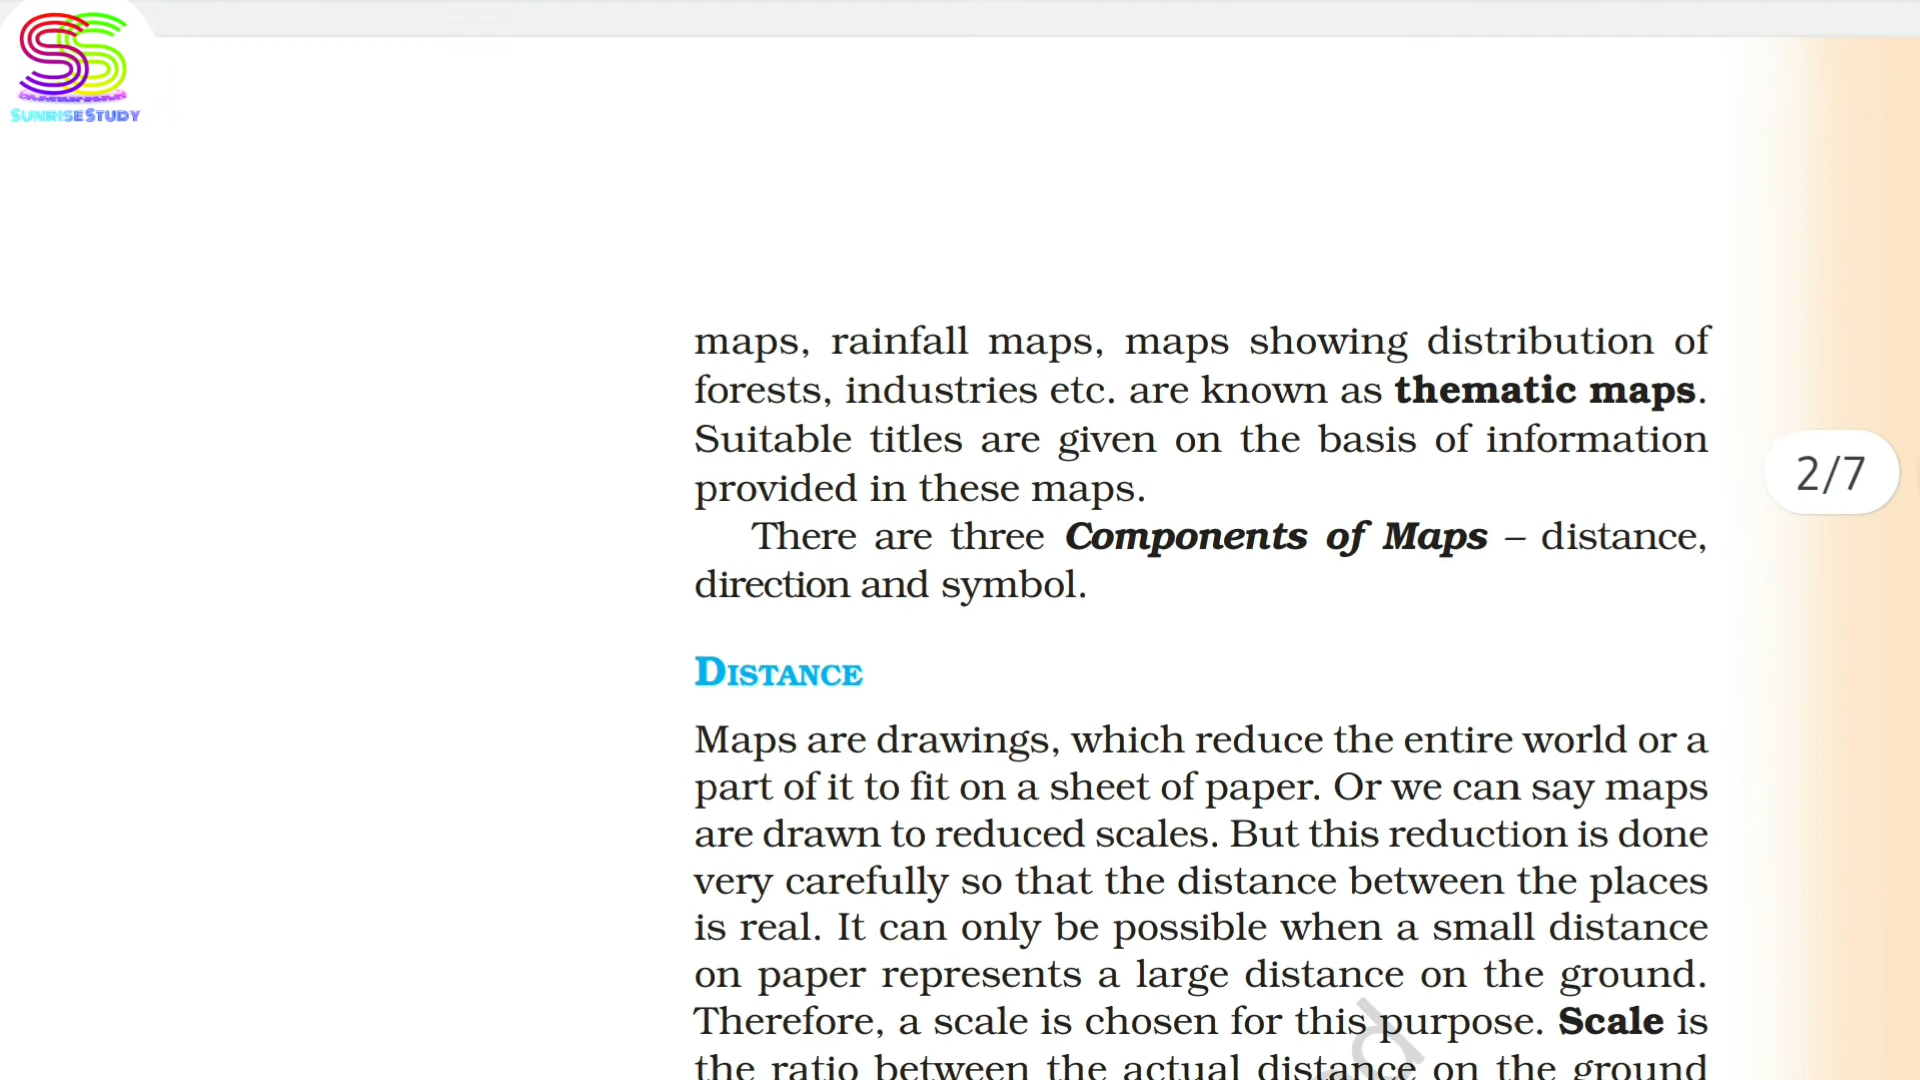 SUNRISESTUDY
maps, rainfall maps, maps showing distribution of
forests, industries etc. are known as thematic maps.
Suitable titles are given on the basis of information
provided in these maps.
There are three Components of Maps – distance,
direction and symbol.
2/7
DISTANCE
Maps are drawings, which reduce the entire world or a
part of it to fit on a sheet of paper. Or we can say maps
are drawn to reduced scales. But this reduction is done
very carefully so that the distance between the places
is real. It can only be possible when a small distance
on paper represents a large distance on the ground.
Therefore, a scale is chosen for this purpose. Scale is
the ratio between the actual distance on the ground